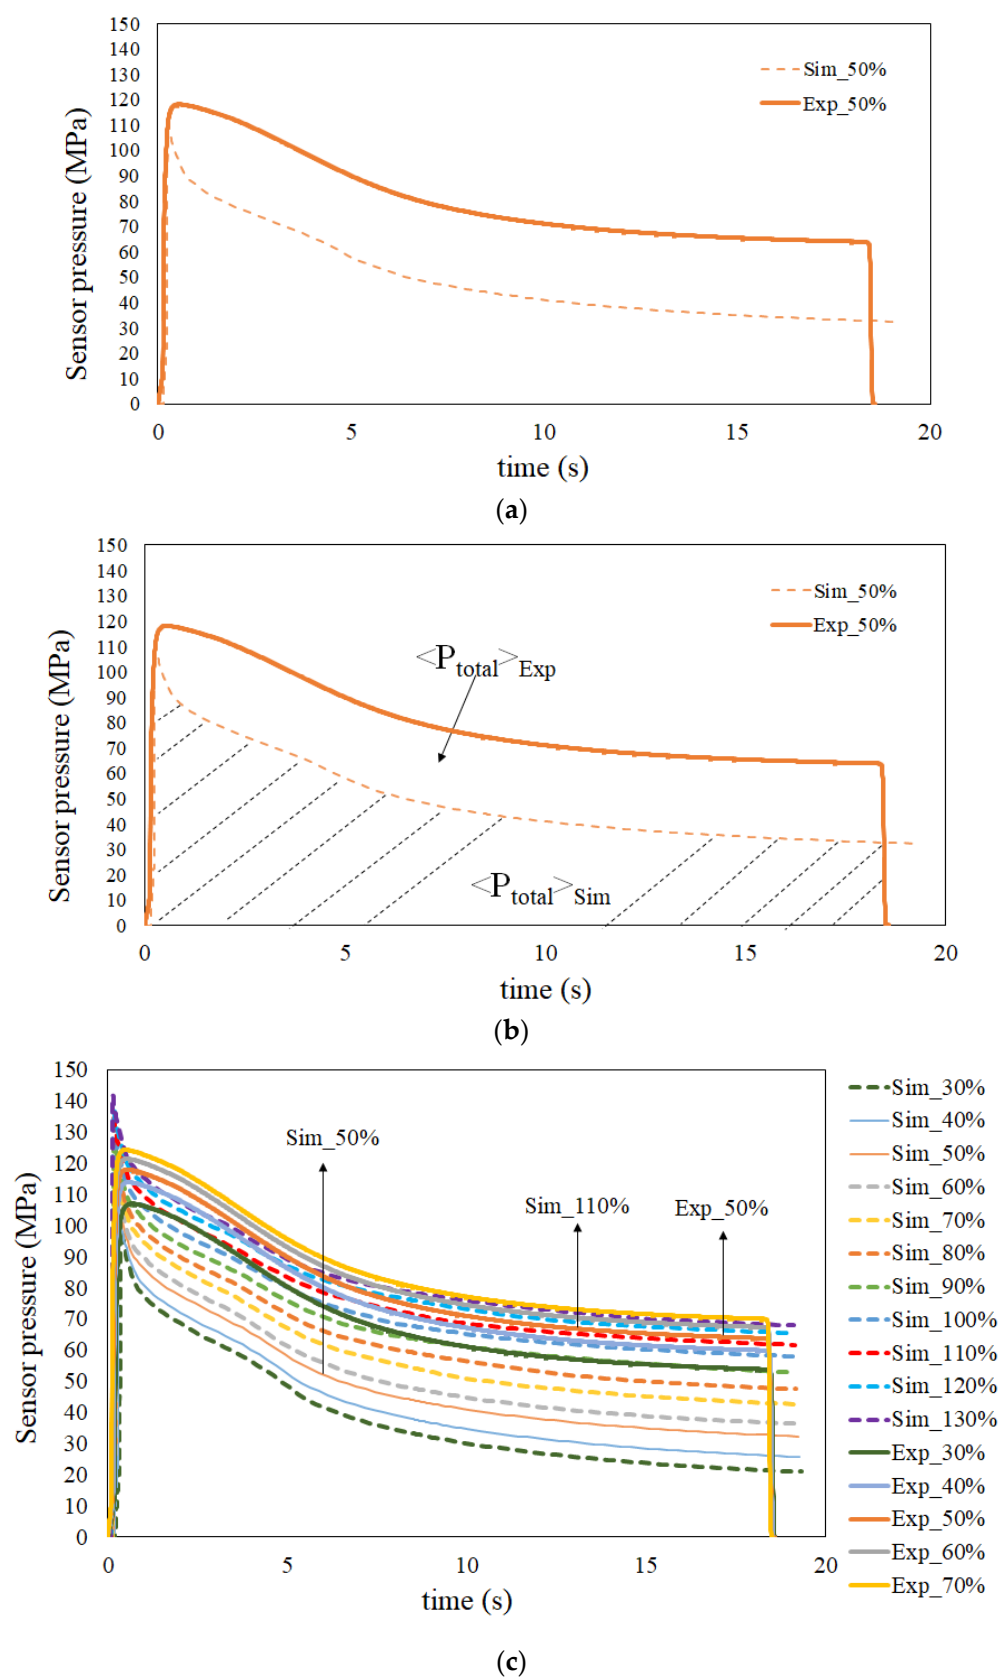 150
140
130
120
110
100
90
80
70
60
50
40
30
20
10
0
Sensor pressure (MPa)
Sim_50%
Exp_50%
0 5 10 15 20
time (s)
(a)
150
140
130
120
110
100
90
80
70
60
50
40
30
20
10
0
Sensor pressure (MPa)
Sim_50%
Exp_50%
<P_total>_Exp
<P_total>_Sim
0 5 10 15 20
time (s)
(b)
150
140
130
120
110
100
90
80
70
60
50
40
30
20
10
0
Sensor pressure (MPa)
Sim_50%
Sim_110%
Exp_50%
0 5 10 15 20
time (s)
Sim_30%
Sim_40%
Sim_50%
Sim_60%
Sim_70%
Sim_80%
Sim_90%
Sim_100%
Sim_110%
Sim_120%
Sim_130%
Exp_30%
Exp_40%
Exp_50%
Exp_60%
Exp_70%
(c)